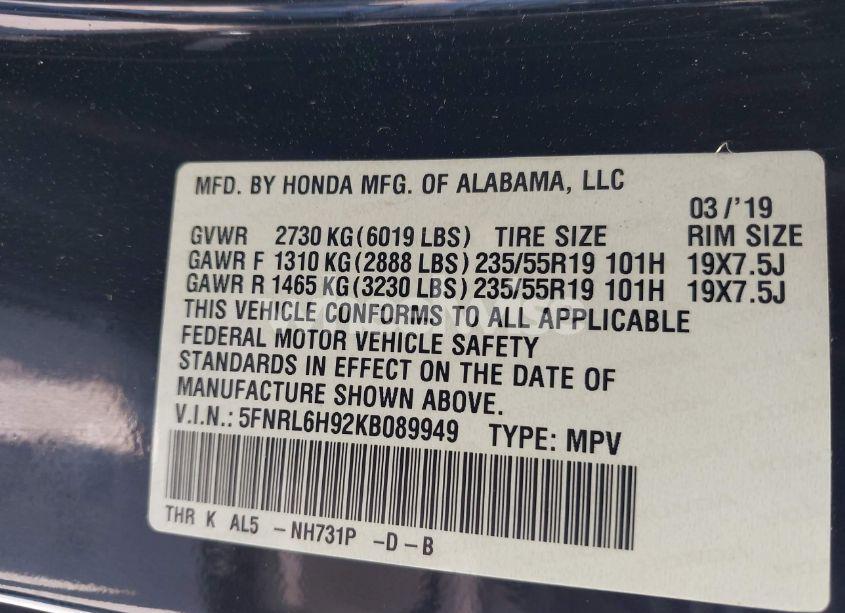 MFD. BY HONDA MFG. OF ALABAMA, LLC
03/'19
GVWR 2730 KG(6019 LBS) TIRE SIZE RIM SIZE
GAWR F 1310 KG(2888 LBS) 235/55R19 101H 19X7.5J
GAWR R 1465 KG(3230 LBS) 235/55R19 101H 19X7.5J
THIS VEHICLE CONFORMS TO ALL APPLICABLE
FEDERAL MOTOR VEHICLE SAFETY
STANDARDS IN EFFECT ON THE DATE OF
MANUFACTURE SHOWN ABOVE.
V.I.N.: 5FNRL6H92KB089949 TYPE: MPV
THR K AL5 -NH731P -D-B